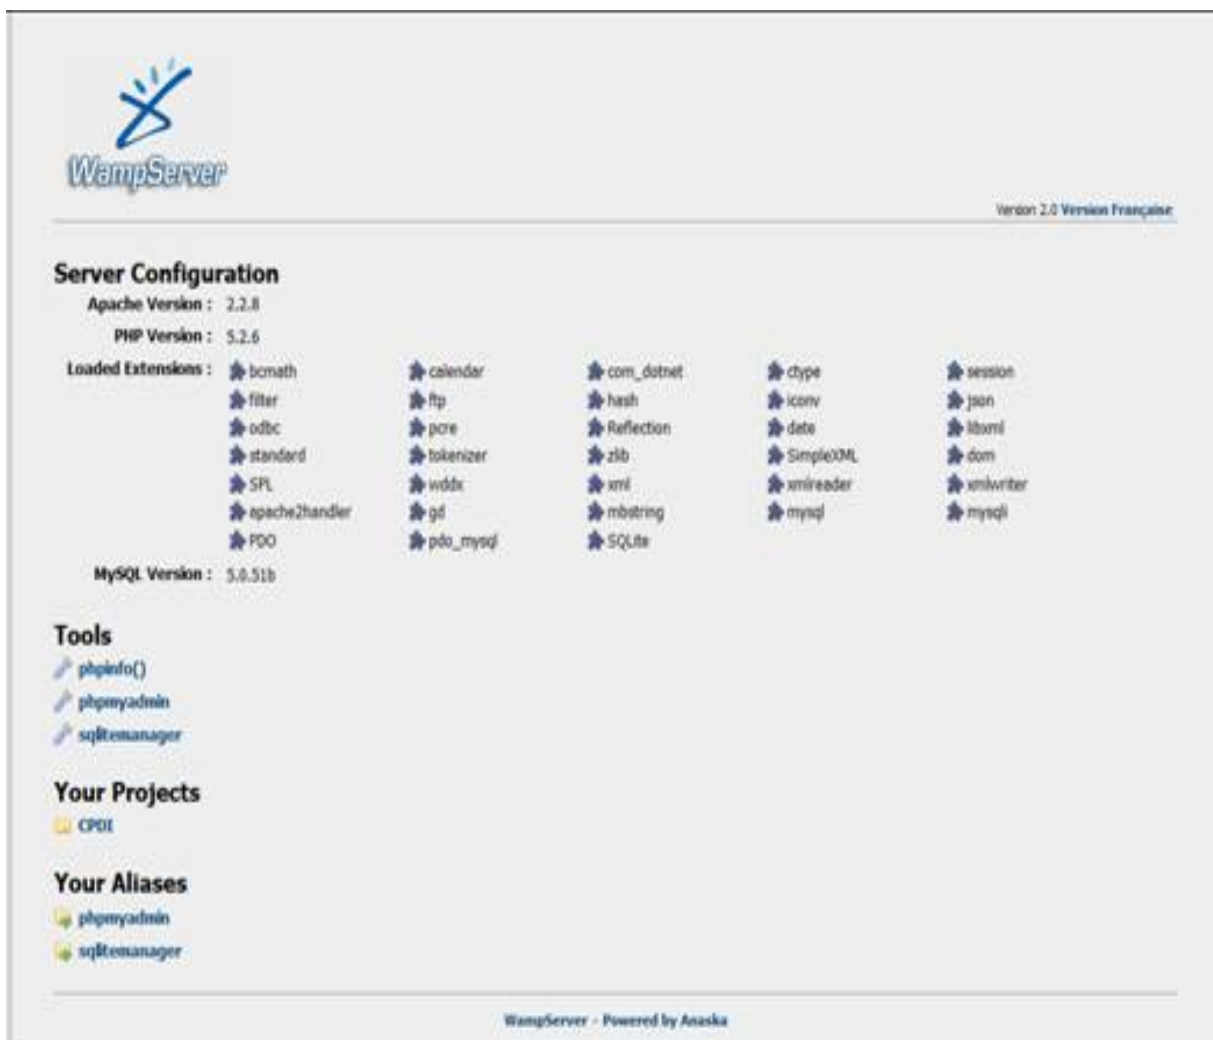 WampServer
Version 2.0 Version Française
Server Configuration
Apache Version : 2.2.8
PHP Version : 5.2.6
Loaded Extensions : bcmath calendar com_dotnet ctype session
filter ftp hash iconv json
odbc pcre Reflection date libxml
standard tokenizer zlib SimpleXML dom
SPL wddx xml xmlreader xmlwriter
apache2handler gd mbstring mysql mysqli
PDO pdo_mysql SQLite
MySQL Version : 5.0.51b
Tools
phpinfo()
phpmyadmin
sqlitemanager
Your Projects
CPDI
Your Aliases
phpmyadmin
sqlitemanager
WampServer - Powered by Anaska